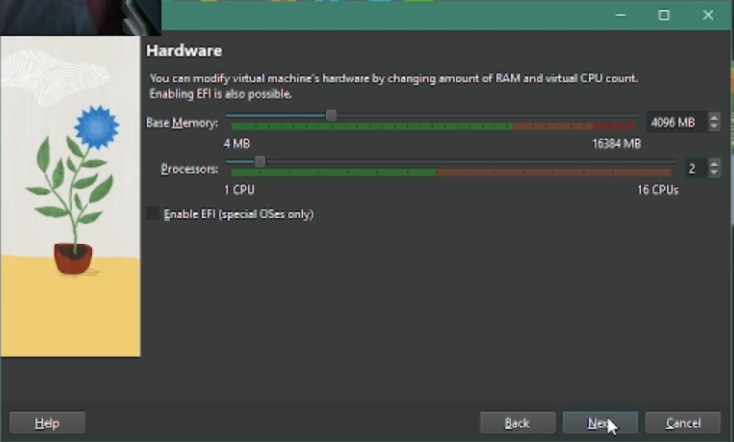 Hardware
You can modify virtual machine's hardware by changing amount of RAM and virtual CPU count.
Enabling EFI is also possible.
Base Memory:
4096 MB
4 MB
16384 MB
Processors:
2
1 CPU
16 CPUs
Enable EFI (special OSes only)
Help
Back
Cancel